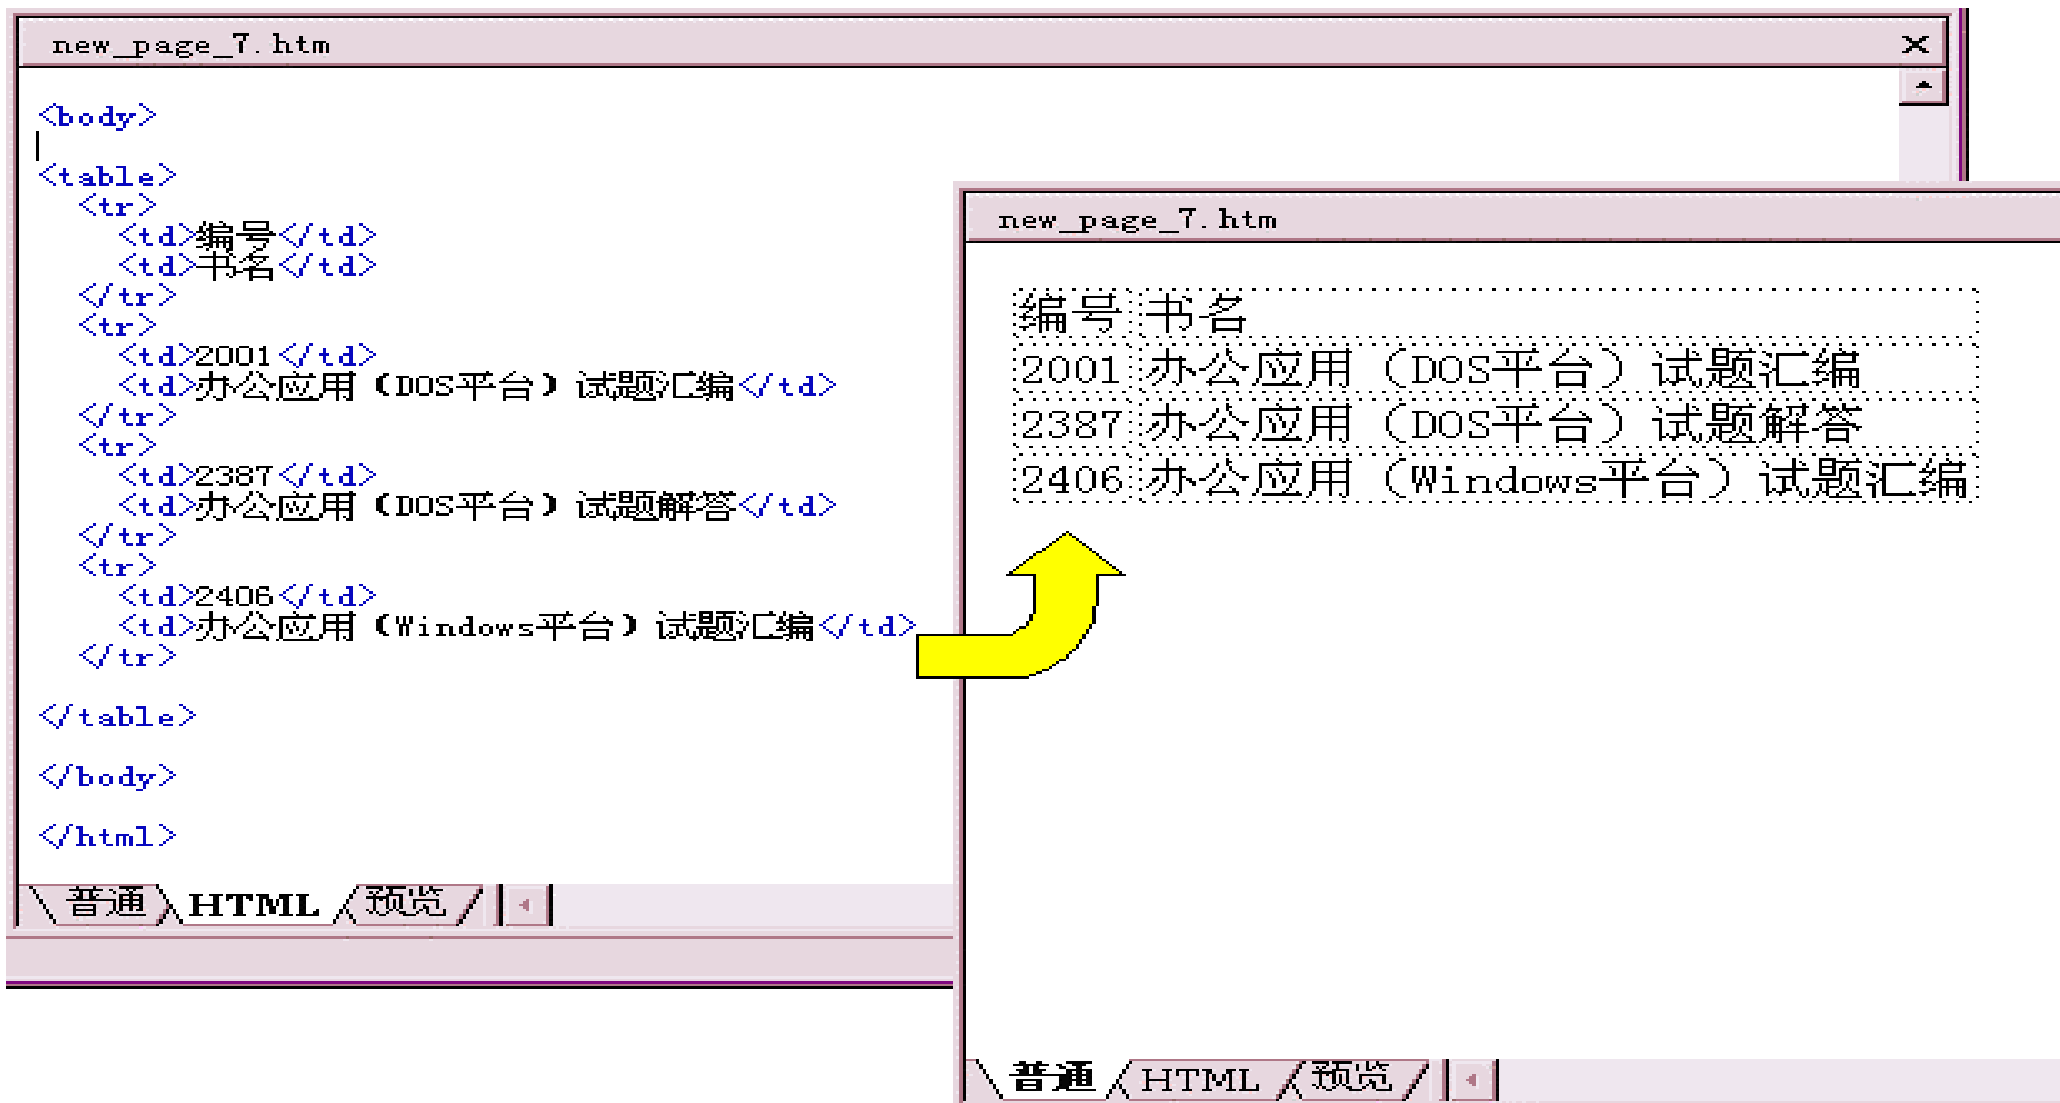 new_page_7.htm
<body>
<table>
<tr>
<td>编号</td>
<td>书名</td>
</tr>
<tr>
<td>2001</td>
<td>办公应用（DOS平台）试题汇编</td>
</tr>
<tr>
<td>2387</td>
<td>办公应用（DOS平台）试题解答</td>
</tr>
<tr>
<td>2406</td>
<td>办公应用（Windows平台）试题汇编</td>
</tr>
</table>
</body>
</html>
普通 HTML 预览
new_page_7.htm
编号 书名
2001 办公应用（DOS平台）试题汇编
2387 办公应用（DOS平台）试题解答
2406 办公应用（Windows平台）试题汇编
普通 HTML 预览